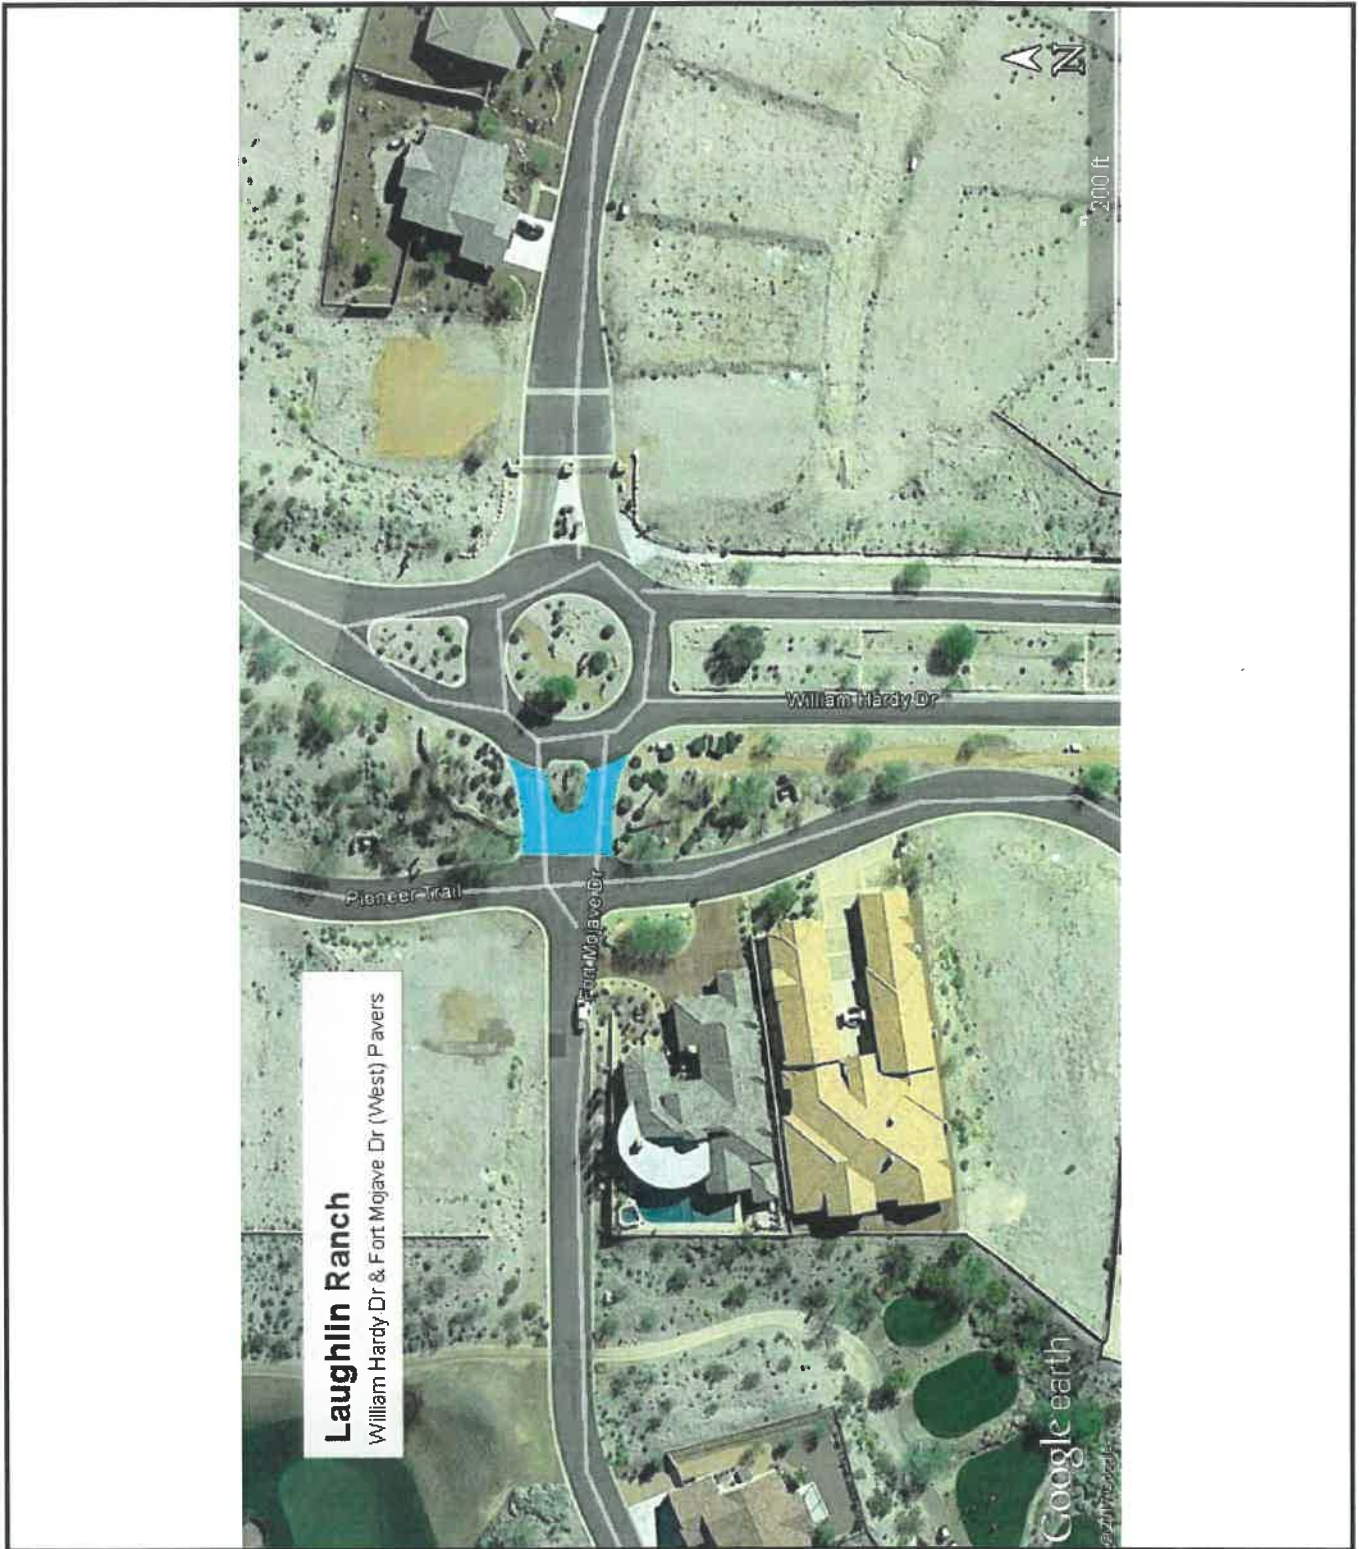 Laughlin Ranch
William Hardy Dr & Fort Mojave Dr (West) Pavers
Pioneer Trail
Fort Mojave Dr
William Hardy Dr
N
200 ft
Google earth